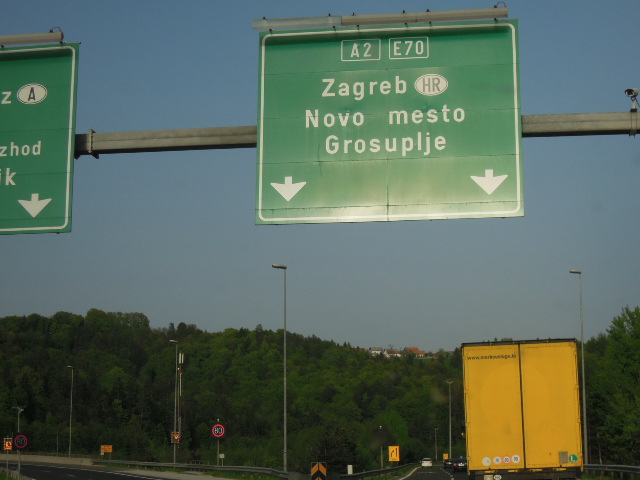 z A
zhod
ik
A2 E70
Zagreb HR
Novo mesto
Grosuplje
80